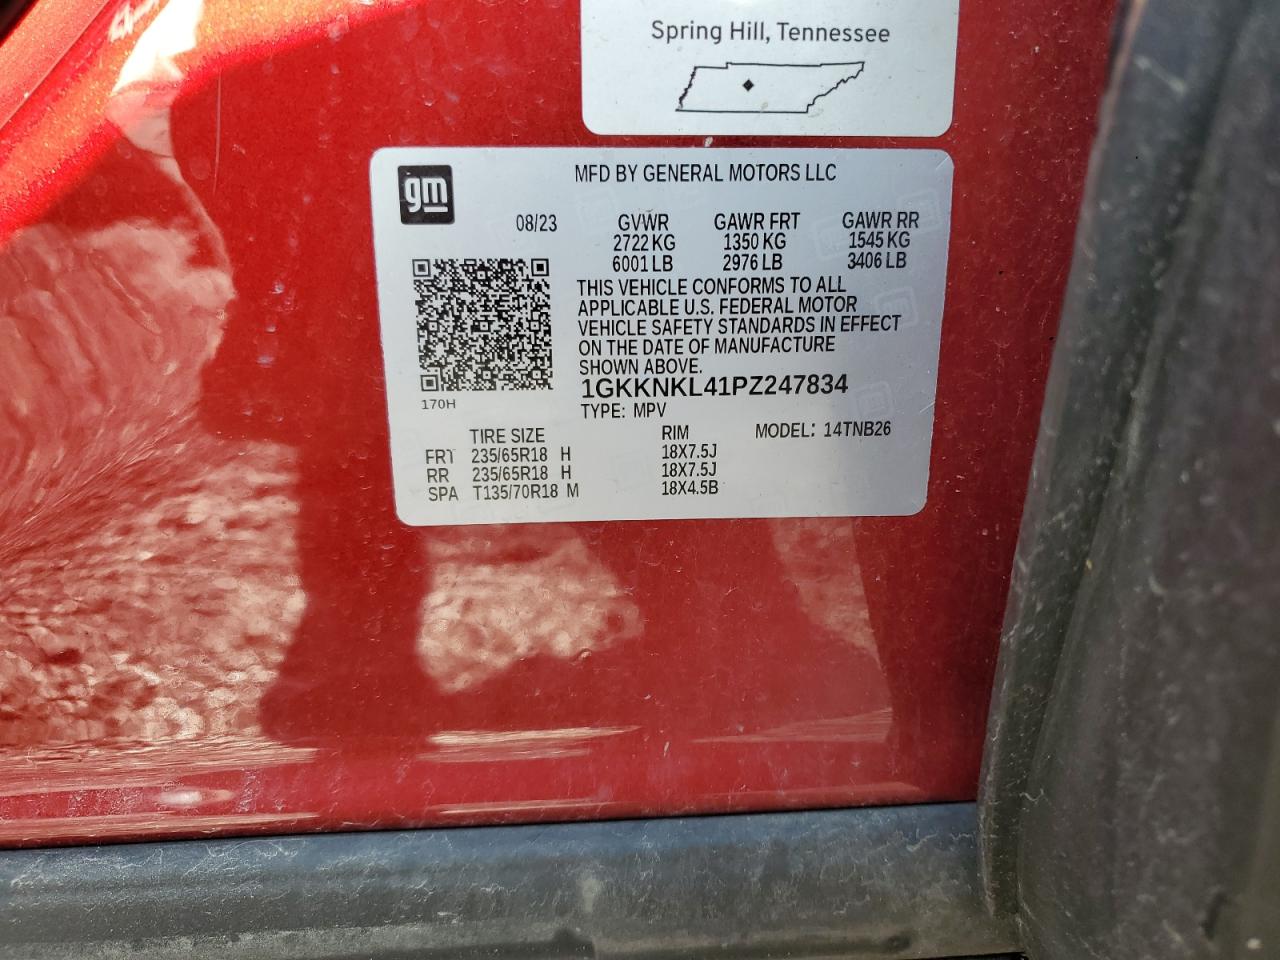 Spring Hill, Tennessee
gm
MFD BY GENERAL MOTORS LLC
08/23 GVWR GAWR FRT GAWR RR
2722 KG 1350 KG 1545 KG
6001 LB 2976 LB 3406 LB
THIS VEHICLE CONFORMS TO ALL
APPLICABLE U.S. FEDERAL MOTOR
VEHICLE SAFETY STANDARDS IN EFFECT
ON THE DATE OF MANUFACTURE
SHOWN ABOVE.
1GKKNKL41PZ247834
170H
TYPE: MPV
TIRE SIZE RIM MODEL: 14TNB26
FRT 235/65R18 H 18X7.5J
RR 235/65R18 H 18X7.5J
SPA T135/70R18 M 18X4.5B